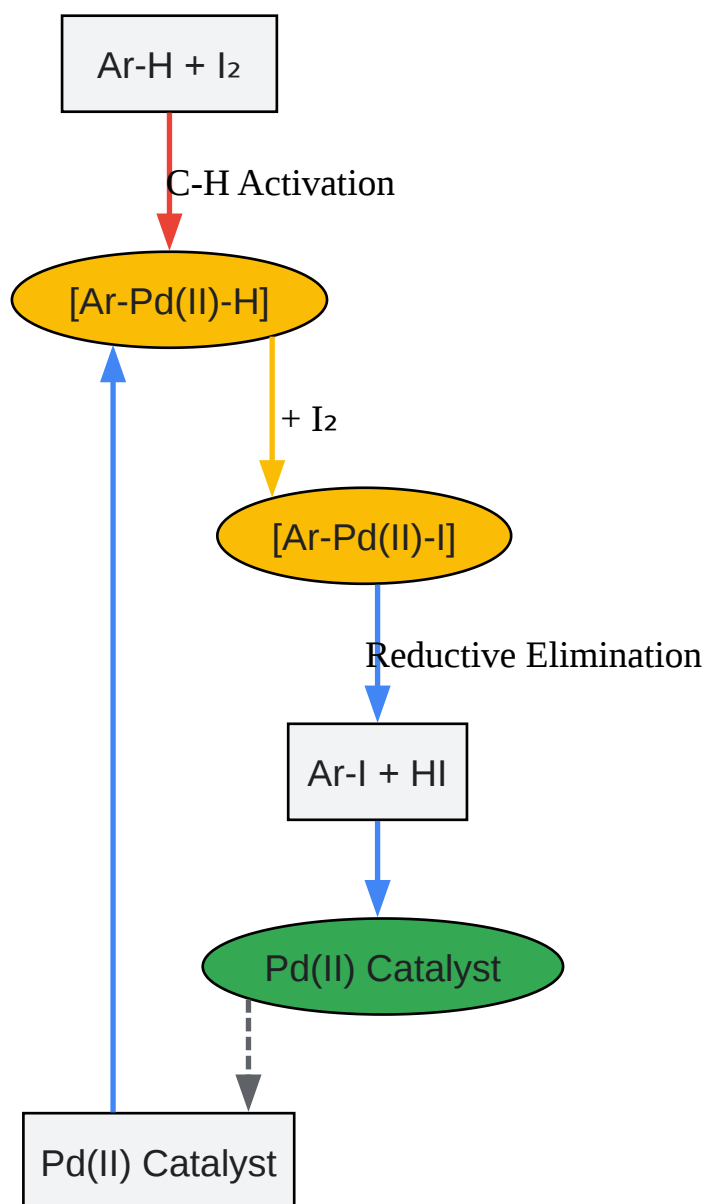 Ar-H + I₂
C-H Activation
[Ar-Pd(II)-H]
+ I₂
[Ar-Pd(II)-I]
Reductive Elimination
Ar-I + HI
Pd(II) Catalyst
Pd(II) Catalyst